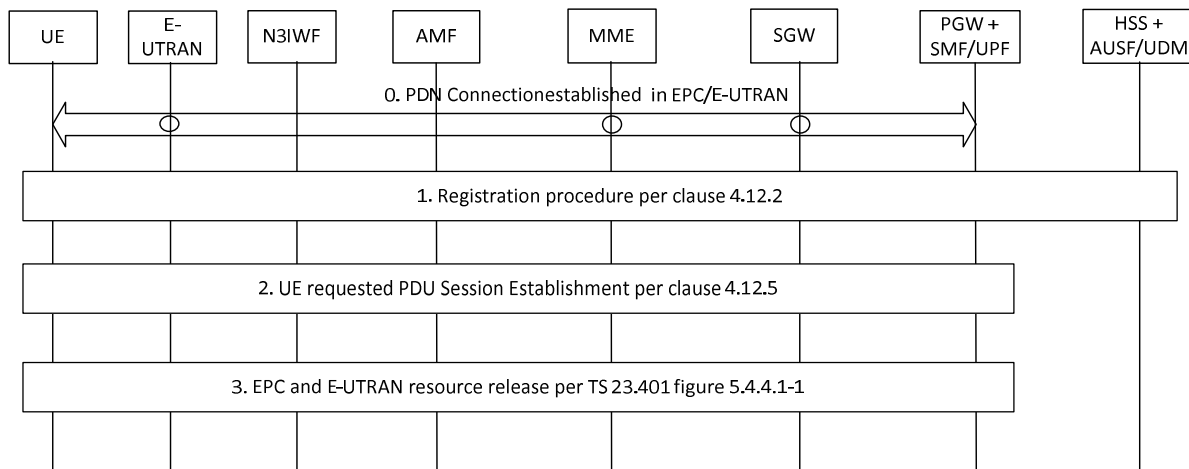 UE
E-
UTRAN
N3IWF
AMF
MME
SGW
PGW +
SMF/UPF
HSS +
AUSF/UDM
0. PDN Connectionestablished in EPC/E-UTRAN
1. Registration procedure per clause 4.12.2
2. UE requested PDU Session Establishment per clause 4.12.5
3. EPC and E-UTRAN resource release per TS 23.401 figure 5.4.4.1-1